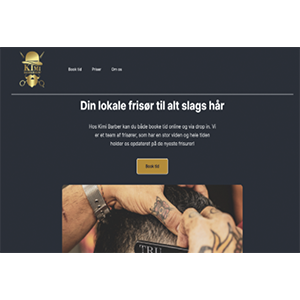 KIMI
Book tid Priser Om os
Din lokale frisør til alt slags hår
Hos Kimi Barber kan du både booke tid online og via drop in. Vi
er et team af frisører, som har en stor viden og hele tiden
holder os opdateret på de nyeste frisurer!
Book tid
TRU